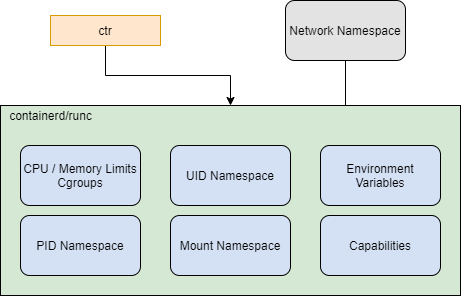 ctr
Network Namespace
containerd/runc
CPU / Memory Limits
Cgroups
UID Namespace
Environment
Variables
PID Namespace
Mount Namespace
Capabilities